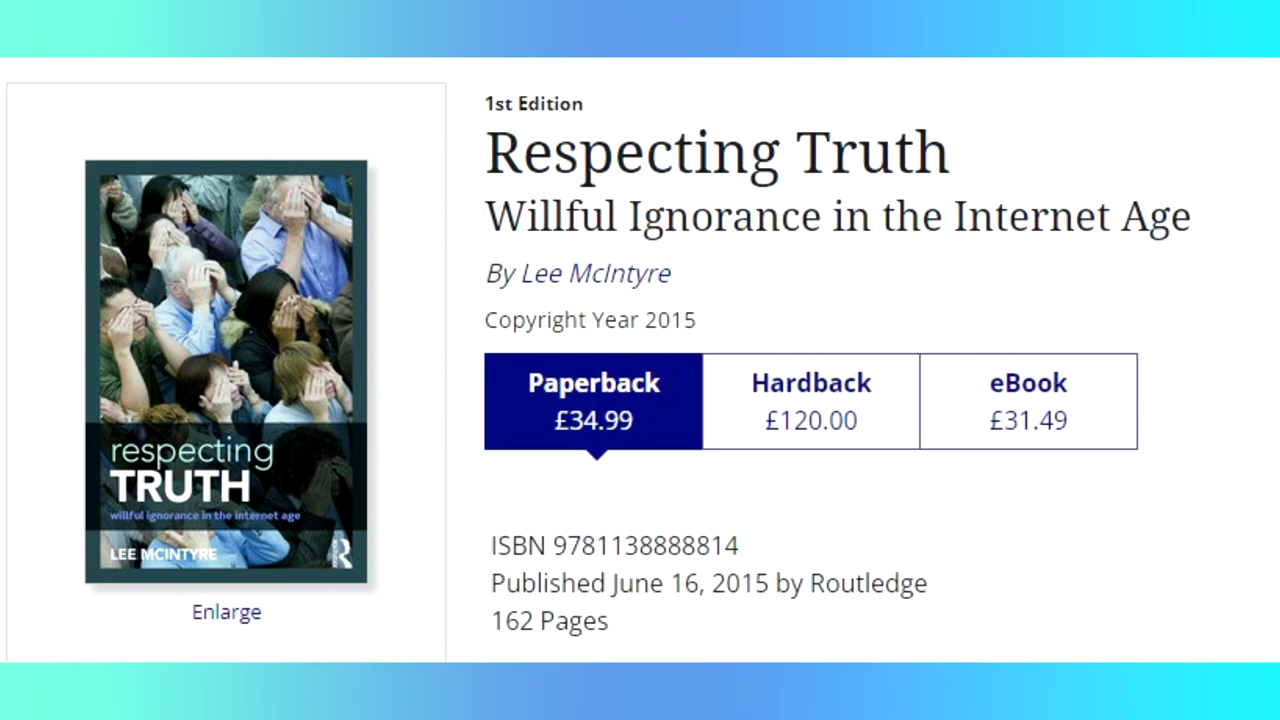 respecting
TRUTH
willful ignorance in the internet age
LEE MCINTYRE
R
Enlarge
1st Edition
Respecting Truth
Willful Ignorance in the Internet Age
By Lee McIntyre
Copyright Year 2015
Paperback Hardback eBook
£34.99 £120.00 £31.49
ISBN 9781138888814
Published June 16, 2015 by Routledge
162 Pages